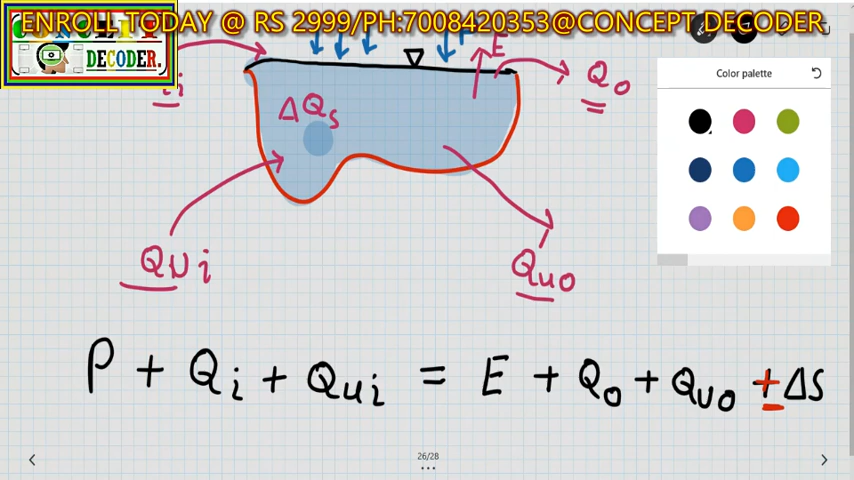 ENROLL TODAY @ RS 2999/PH:7008420353@CONCEPT DECODER
DECODER.
E
Qo
ΔQs
Color palette
Qui
Quo
P + Qi + Qui = E + Qo + Quo ± ΔS
26/28